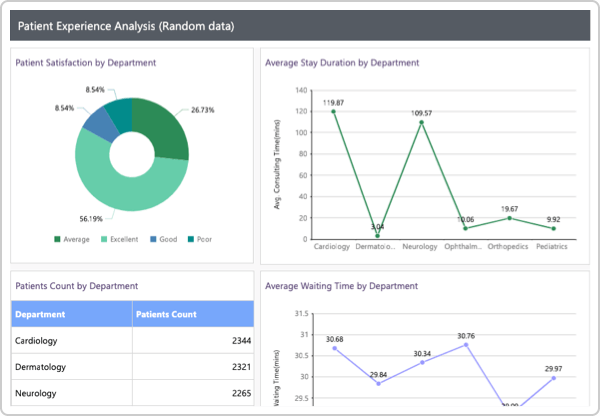 Patient Experience Analysis (Random data)
Patient Satisfaction by Department
8.54%
8.54%
26.73%
56.19%
Average
Excellent
Good
Poor
Average Stay Duration by Department
Avg. Consulting Time(mins)
140
120
100
80
60
40
20
0
119.87
3.04
109.57
10.06
19.67
9.92
Cardiology
Dermatolo...
Neurology
Ophthalm...
Orthopedics
Pediatrics
Patients Count by Department
Department Patients Count
Cardiology 2344
Dermatology 2321
Neurology 2265
Average Waiting Time by Department
Waiting Time(mins)
31.5
31
30.5
30
29.5
30.68
29.84
30.34
30.76
29.97